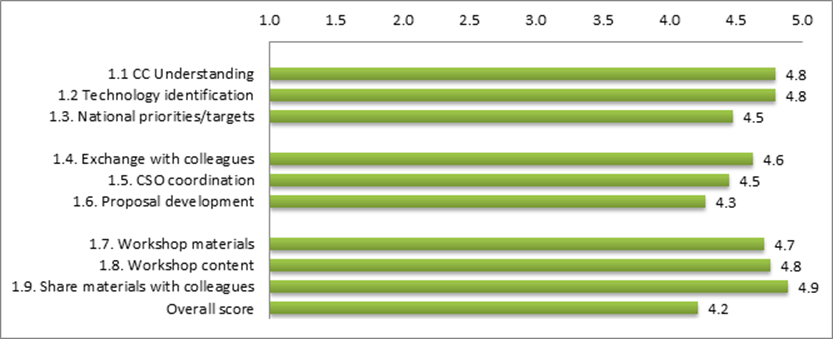 1.0 1.5 2.0 2.5 3.0 3.5 4.0 4.5 5.0
1.1 CC Understanding 4.8
1.2 Technology identification 4.8
1.3. National priorities/targets 4.5
1.4. Exchange with colleagues 4.6
1.5. CSO coordination 4.5
1.6. Proposal development 4.3
1.7. Workshop materials 4.7
1.8. Workshop content 4.8
1.9. Share materials with colleagues 4.9
Overall score 4.2